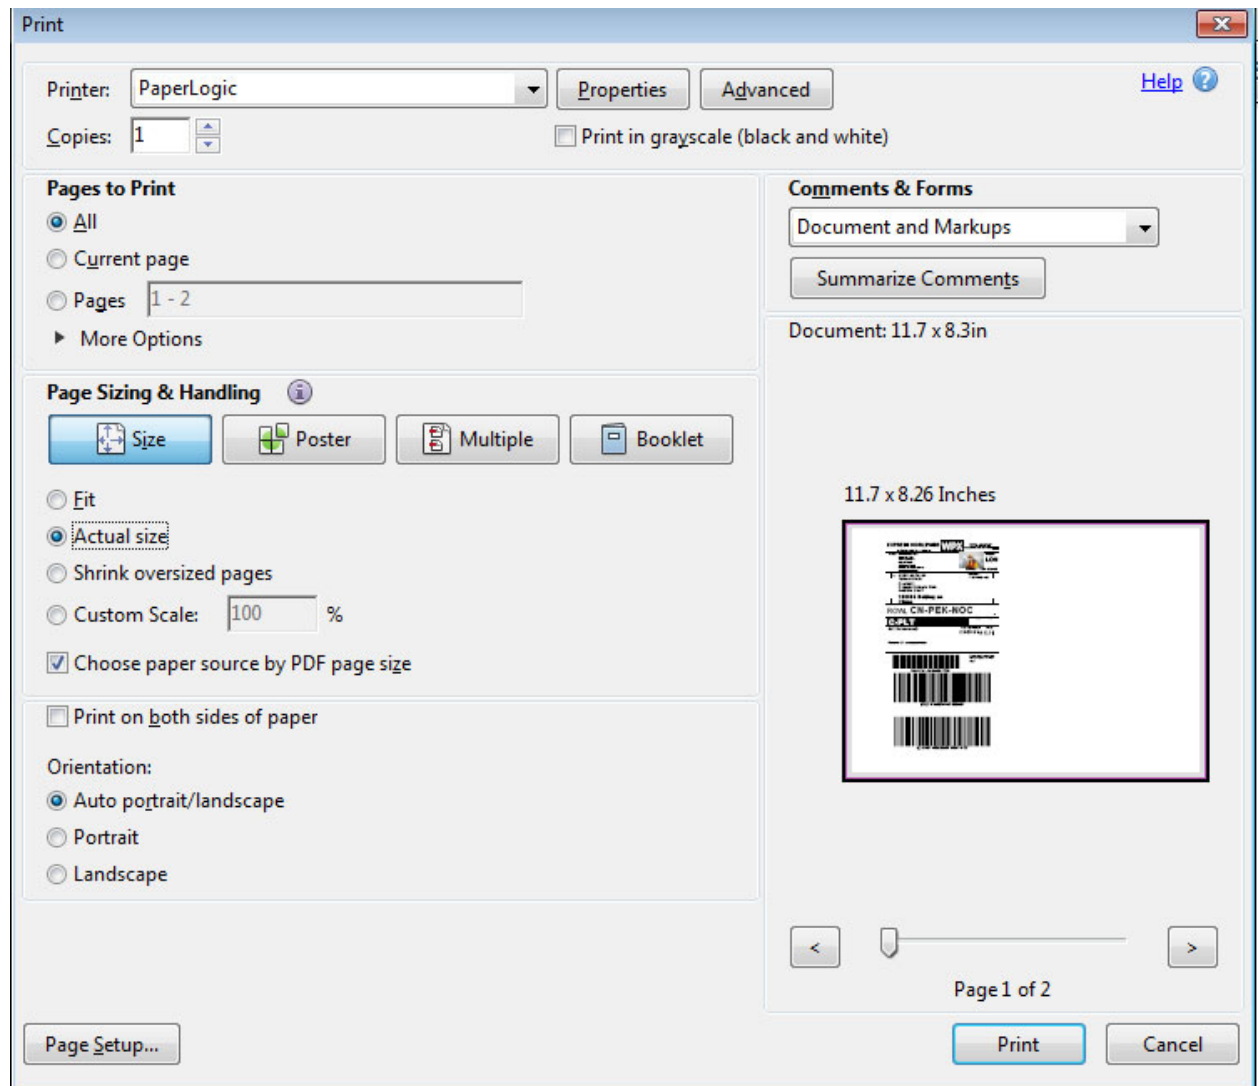 Print
Printer: PaperLogic Properties Advanced Help
Copies: 1 Print in grayscale (black and white)
Pages to Print
All
Current page
Pages 1 - 2
More Options
Page Sizing & Handling
Size Poster Multiple Booklet
Fit
Actual size
Shrink oversized pages
Custom Scale: 100 %
Choose paper source by PDF page size
Print on both sides of paper
Orientation:
Auto portrait/landscape
Portrait
Landscape
Comments & Forms
Document and Markups
Summarize Comments
Document: 11.7 x 8.3in
11.7 x 8.26 Inches
WPX
CN-PEK-NOC
< >
Page 1 of 2
Page Setup... Print Cancel